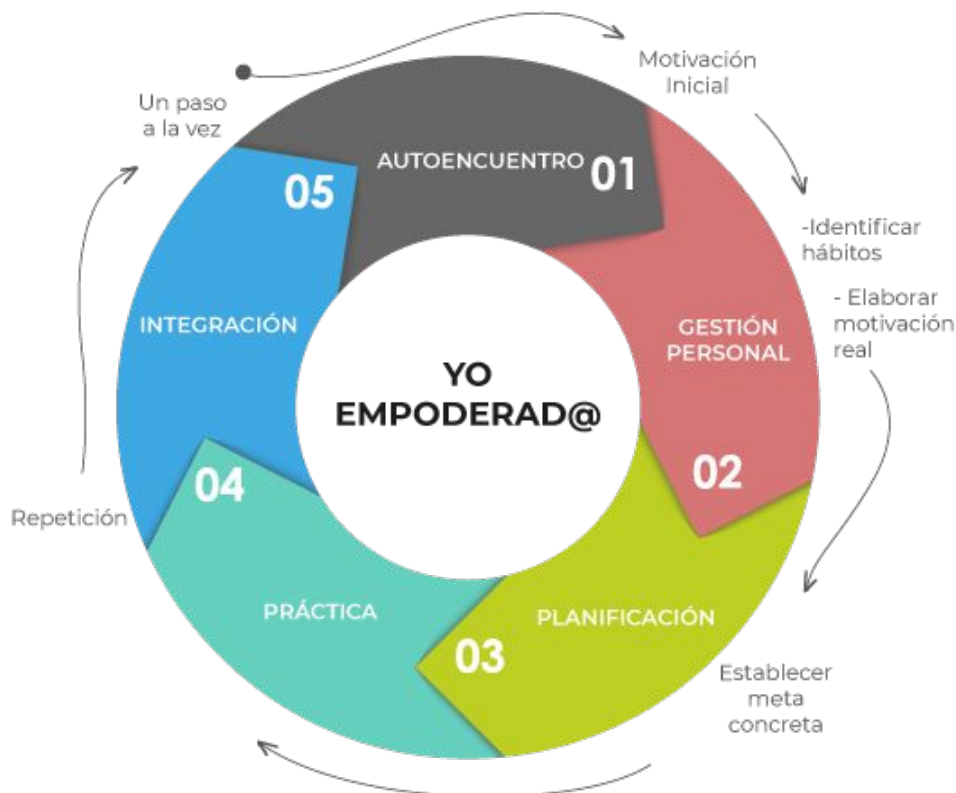 Motivación
Inicial
Un paso
a la vez
AUTOENCUENTRO 01
05
-Identificar
hábitos
- Elaborar
motivación
real
INTEGRACIÓN
GESTIÓN
PERSONAL
YO
EMPODERAD@
02
04
Repetición
PRÁCTICA
PLANIFICACIÓN
03
Establecer
meta
concreta